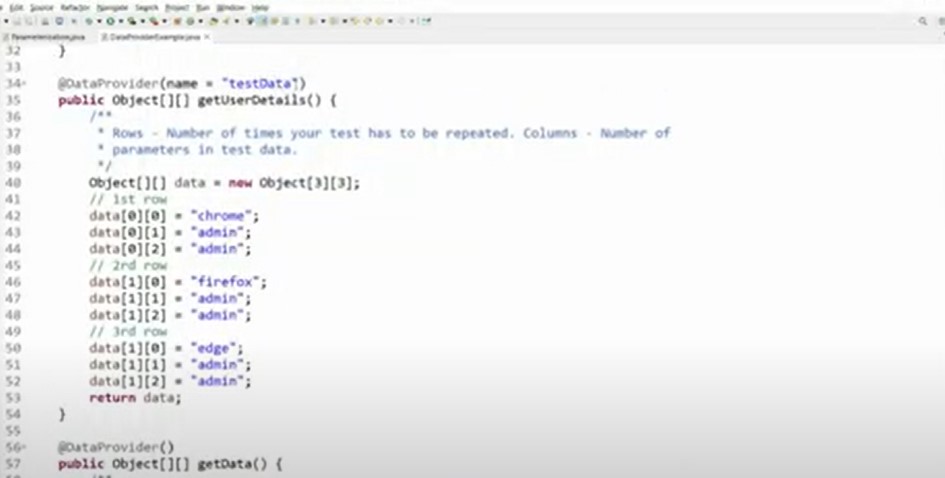 Edit Source Refactor Navigate Search Project Run Window Help
DataProviderExample.java
32 }
33
34 @DataProvider(name = "testData")
35 public Object[][] getUserDetails() {
36 /**
37 * Rows - Number of times your test has to be repeated. Columns - Number of
38 * parameters in test data.
39 */
40 Object[][] data = new Object[3][3];
41 // 1st row
42 data[0][0] = "chrome";
43 data[0][1] = "admin";
44 data[0][2] = "admin";
45 // 2rd row
46 data[1][0] = "firefox";
47 data[1][1] = "admin";
48 data[1][2] = "admin";
49 // 3rd row
50 data[1][0] = "edge";
51 data[1][1] = "admin";
52 data[1][2] = "admin";
53 return data;
54 }
55
56 @DataProvider()
57 public Object[][] getData() {